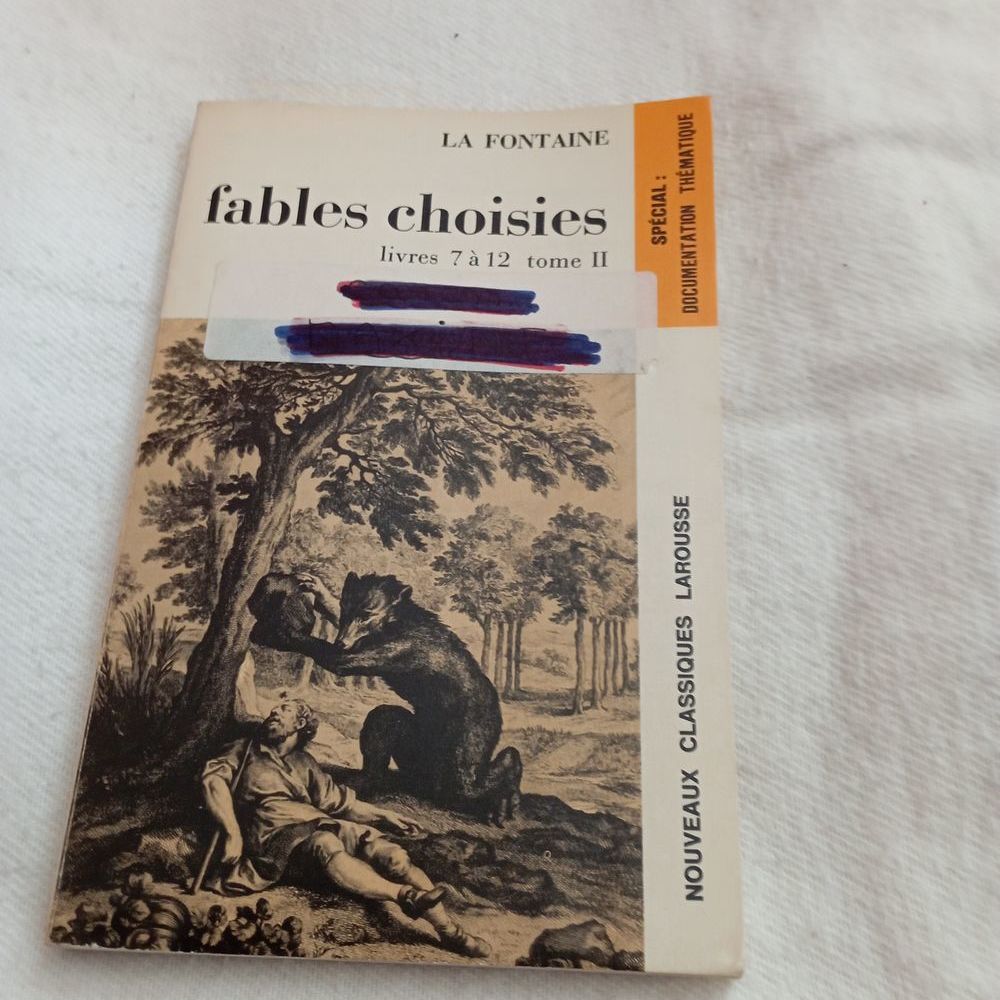 LA FONTAINE
fables choisies
livres 7 à 12 tome II
SPÉCIAL :
DOCUMENTATION THÉMATIQUE
NOUVEAUX CLASSIQUES LAROUSSE